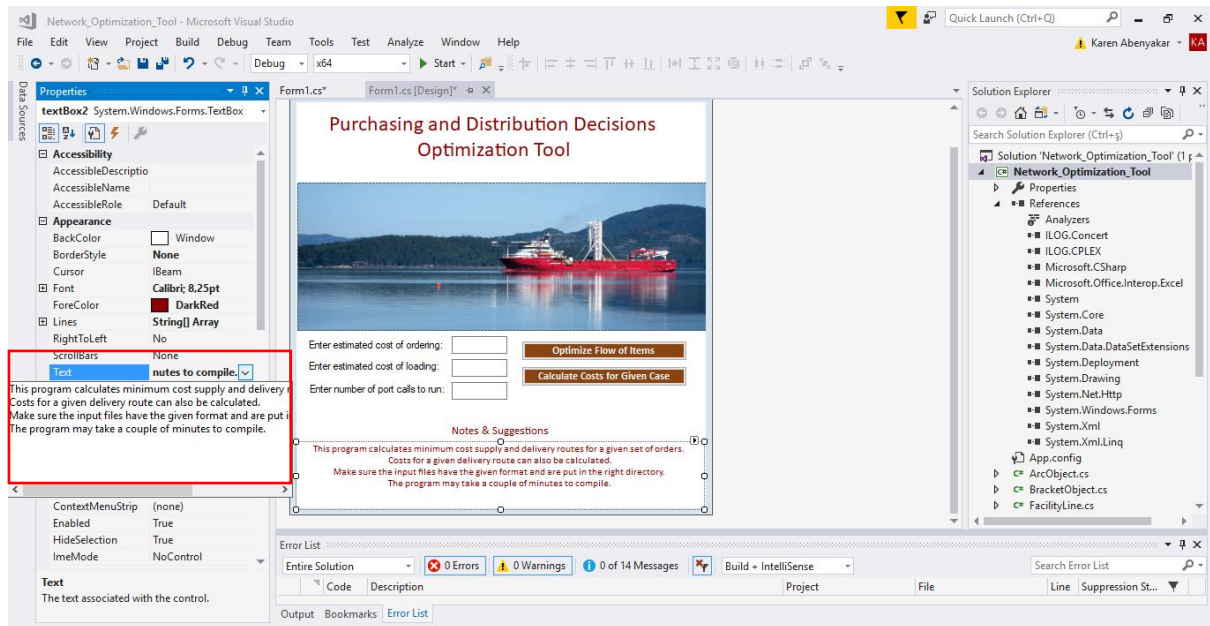 Network_Optimization_Tool - Microsoft Visual Studio
Quick Launch (Ctrl+Q)
File Edit View Project Build Debug Team Tools Test Analyze Window Help
Karen Abenyakar KA
Debug x64 Start
Data Sources
Properties
textBox2 System.Windows.Forms.TextBox
Accessibility
AccessibleDescriptio
AccessibleName
AccessibleRole Default
Appearance
BackColor Window
BorderStyle None
Cursor IBeam
Font Calibri; 8,25pt
ForeColor DarkRed
Lines String[] Array
RightToLeft No
ScrollBars None
Text nutes to compile.
This program calculates minimum cost supply and delivery r
Costs for a given delivery route can also be calculated.
Make sure the input files have the given format and are put i
The program may take a couple of minutes to compile.
ContextMenuStrip (none)
Enabled True
HideSelection True
ImeMode NoControl
Text
The text associated with the control.
Form1.cs* Form1.cs [Design]*
Purchasing and Distribution Decisions
Optimization Tool
Enter estimated cost of ordering:
Optimize Flow of Items
Enter estimated cost of loading:
Calculate Costs for Given Case
Enter number of port calls to run:
Notes & Suggestions
This program calculates minimum cost supply and delivery routes for a given set of orders.
Costs for a given delivery route can also be calculated.
Make sure the input files have the given format and are put in the right directory.
The program may take a couple of minutes to compile.
Error List
Entire Solution 0 Errors 0 Warnings 0 of 14 Messages Build + IntelliSense Search Error List
Code Description Project File Line Suppression St...
Output Bookmarks Error List
Solution Explorer
Search Solution Explorer (Ctrl+ş)
Solution 'Network_Optimization_Tool' (1 p
C# Network_Optimization_Tool
Properties
References
Analyzers
ILOG.Concert
ILOG.CPLEX
Microsoft.CSharp
Microsoft.Office.Interop.Excel
System
System.Core
System.Data
System.Data.DataSetExtensions
System.Deployment
System.Drawing
System.Net.Http
System.Windows.Forms
System.Xml
System.Xml.Linq
App.config
C# ArcObject.cs
C# BracketObject.cs
C# FacilityLine.cs